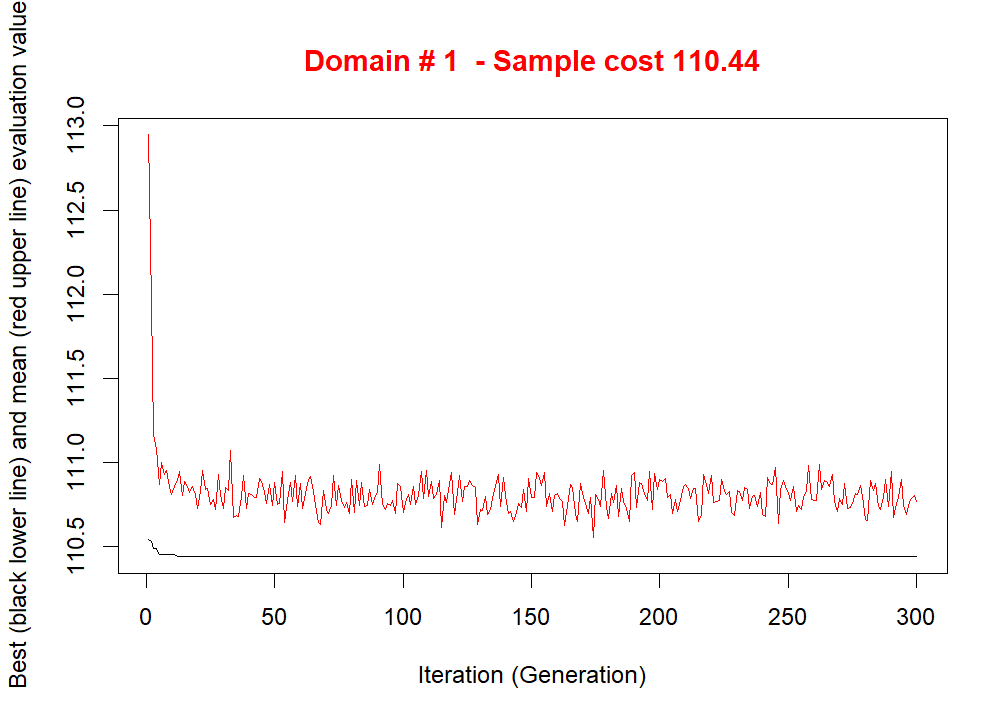 Domain # 1  - Sample cost 110.44
Best (black lower line) and mean (red upper line) evaluation value
113.0
112.5
112.0
111.5
111.0
110.5
0 50 100 150 200 250 300
Iteration (Generation)